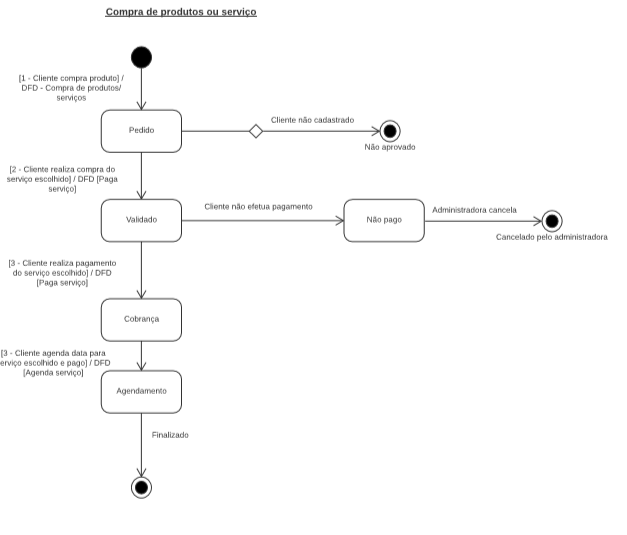 Compra de produtos ou serviço
[1 - Cliente compra produto] /
DFD - Compra de produtos/
serviços
Pedido
Cliente não cadastrado
Não aprovado
[2 - Cliente realiza compra do
serviço escolhido] / DFD [Paga
serviço]
Validado
Cliente não efetua pagamento
Não pago
Administradora cancela
Cancelado pelo administradora
[3 - Cliente realiza pagamento
do serviço escolhido] / DFD
[Paga serviço]
Cobrança
[3 - Cliente agenda data para
erviço escolhido e pago] / DFD
[Agenda serviço]
Agendamento
Finalizado